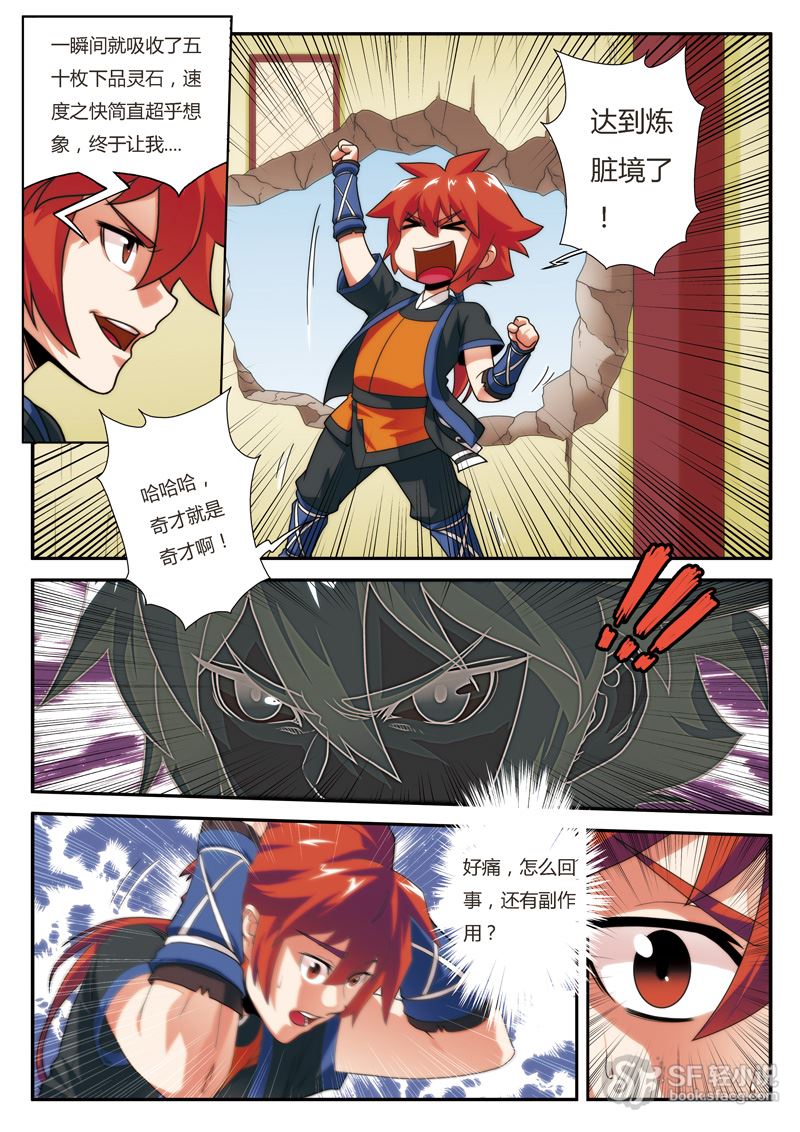 一瞬间就吸收了五
十枚下品灵石，速
度之快简直超乎想
象，终于让我....
达到炼
脏境了
！
哈哈哈，
奇才就是
奇才啊！
!!!
好痛，怎么回
事，还有副作
用？
SF 轻小说
book.sfacg.com